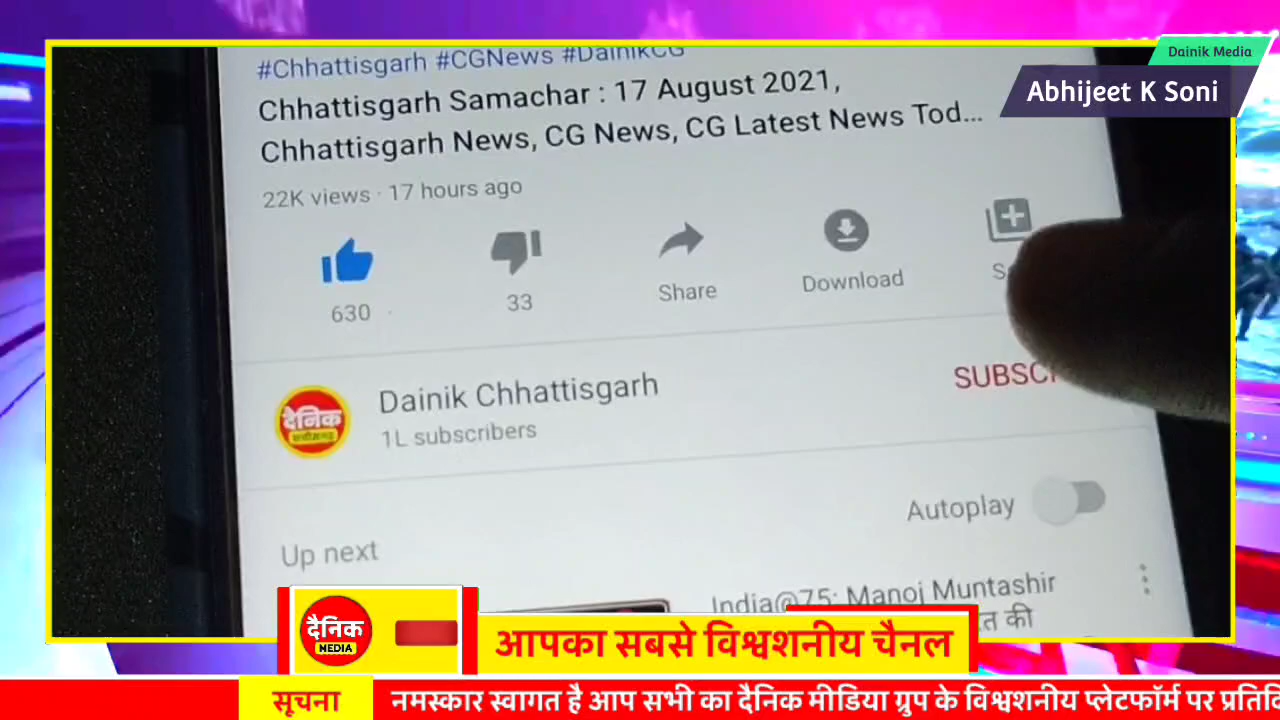 Dainik Media
Abhijeet K Soni
#Chhattisgarh #CGNews #DainikCG
Chhattisgarh Samachar : 17 August 2021,
Chhattisgarh News, CG News, CG Latest News Tod...
22K views · 17 hours ago
630
33
Share
Download
Dainik Chhattisgarh
1L subscribers
SUBSC
दैनिक
Autoplay
Up next
India@75: Manoj Muntashir
की
दैनिक
MEDIA
आपका सबसे विश्वशनीय चैनल
सूचना
नमस्कार स्वागत है आप सभी का दैनिक मीडिया ग्रुप के विश्वशनीय प्लेटफॉर्म पर